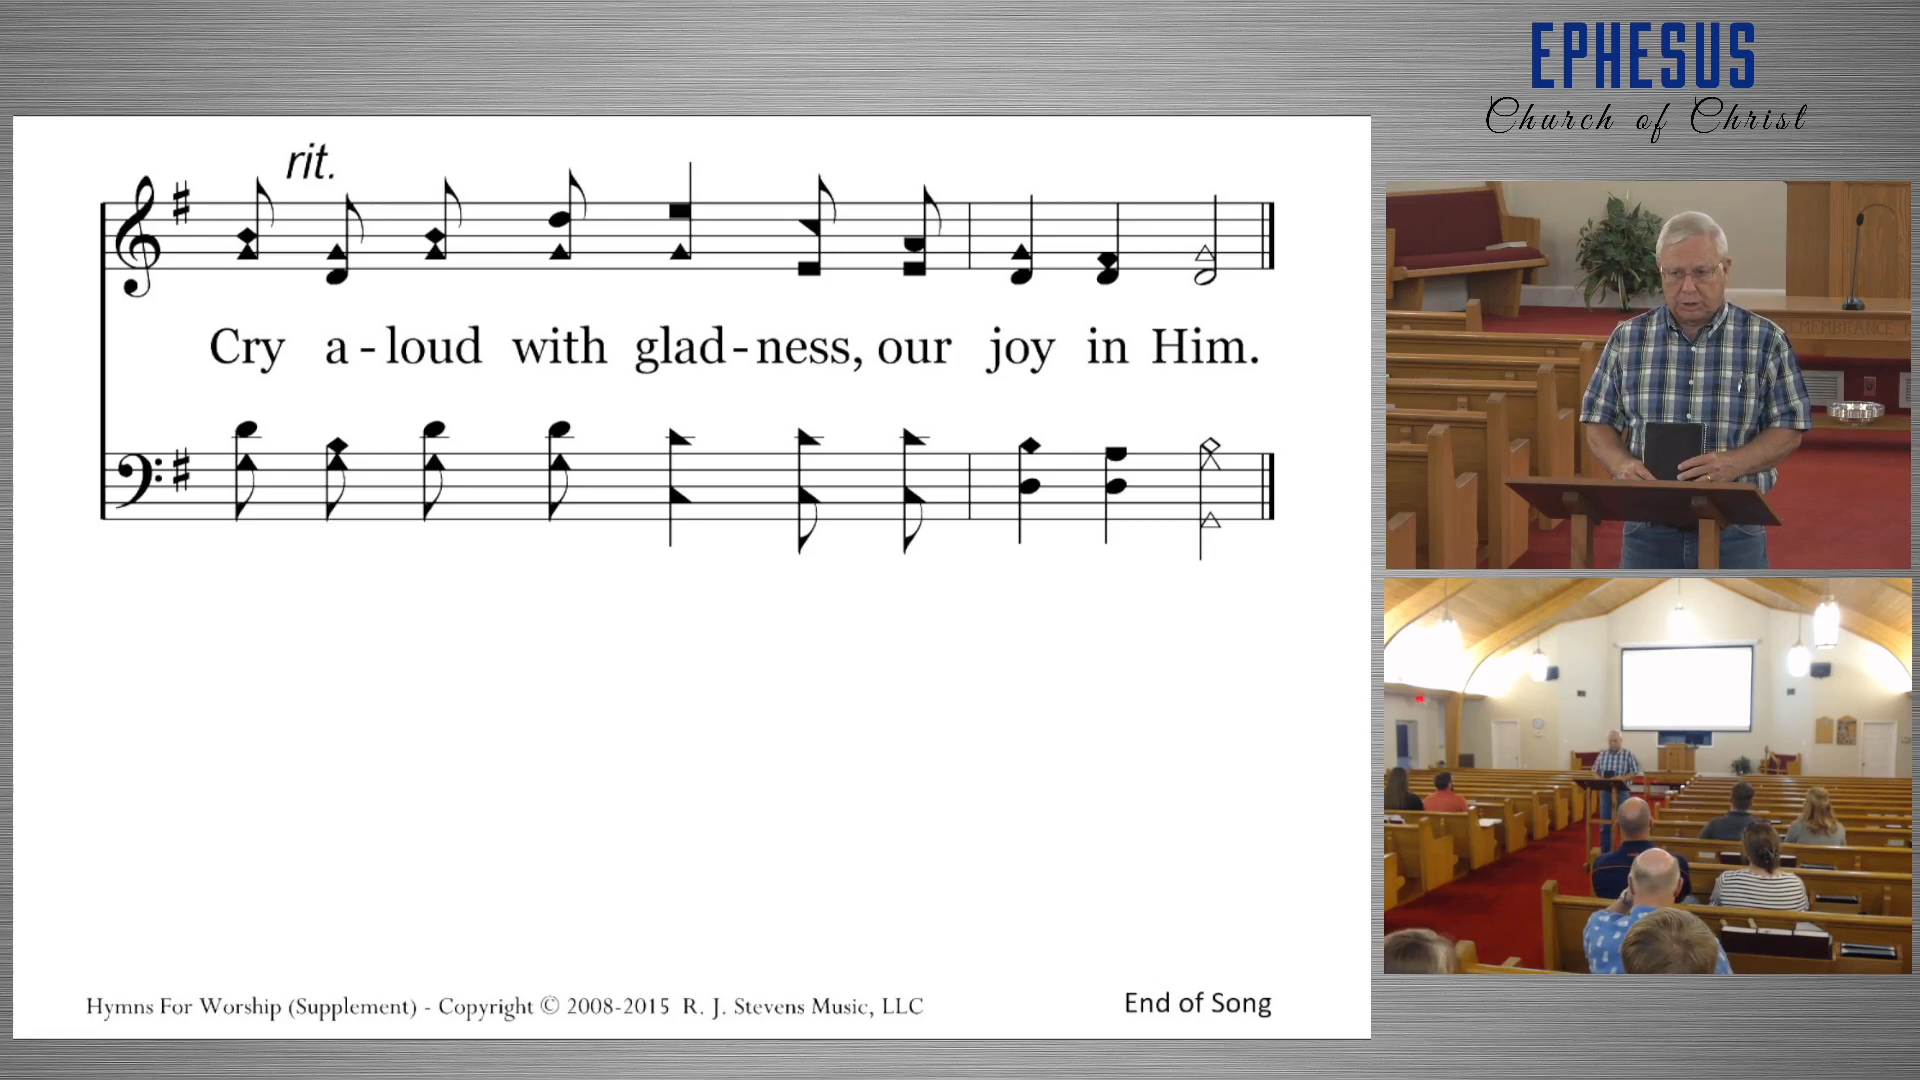 EPHESUS
Church of Christ
rit.
Cry a-loud with glad-ness, our joy in Him.
Hymns For Worship (Supplement) - Copyright © 2008-2015 R. J. Stevens Music, LLC
End of Song